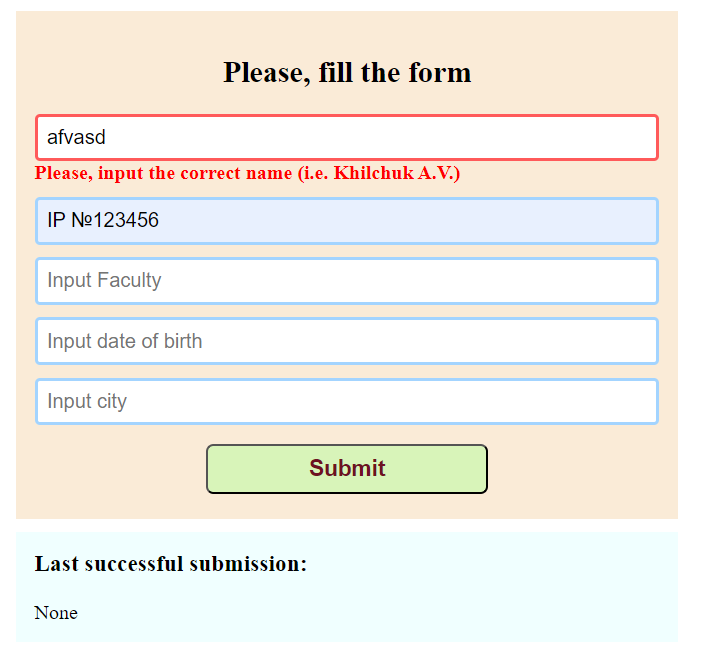 Please, fill the form
afvasd
Please, input the correct name (i.e. Khilchuk A.V.)
IP №123456
Input Faculty
Input date of birth
Input city
Submit
Last successful submission:
None